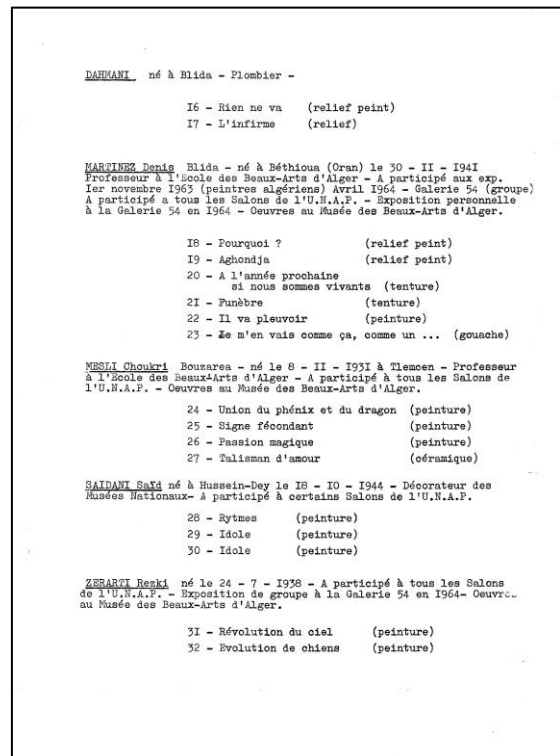 DAHMANI né à Blida - Plombier -
I6 - Rien ne va (relief peint)
I7 - L'infirme (relief)
MARTINEZ Denis Blida - né à Béthioua (Oran) le 30 - II - I94I
Professeur à l'Ecole des Beaux-Arts d'Alger - A participé aux exp.
Ier novembre I963 (peintres algériens) Avril I964 - Galerie 54 (groupe)
A participé a tous les Salons de l'U.N.A.P. - Exposition personnelle
à la Galerie 54 en I964 - Oeuvres au Musée des Beaux-Arts d'Alger.
I8 - Pourquoi ? (relief peint)
I9 - Aghondja (relief peint)
20 - A l'année prochaine
si nous sommes vivants (tenture)
2I - Funèbre (tenture)
22 - Il va pleuvoir (peinture)
23 - Je m'en vais comme ça, comme un ... (gouache)
MESLI Choukri Bouzarea - né le 8 - II - I93I à Tlemcen - Professeur
à l'Ecole des Beaux-Arts d'Alger - A participé à tous les Salons de
l'U.N.A.P. - Oeuvres au Musée des Beaux-Arts d'Alger.
24 - Union du phénix et du dragon (peinture)
25 - Signe fécondant (peinture)
26 - Passion magique (peinture)
27 - Talisman d'amour (céramique)
SAIDANI Saïd né à Hussein-Dey le I8 - IO - I944 - Décorateur des
Musées Nationaux- A participé à certains Salons de l'U.N.A.P.
28 - Rytmes (peinture)
29 - Idole (peinture)
30 - Idole (peinture)
ZERARTI Rezki né le 24 - 7 - I938 - A participé à tous les Salons
de l'U.N.A.P. - Exposition de groupe à la Galerie 54 en I964- Oeuvres
au Musée des Beaux-Arts d'Alger.
3I - Révolution du ciel (peinture)
32 - Evolution de chiens (peinture)